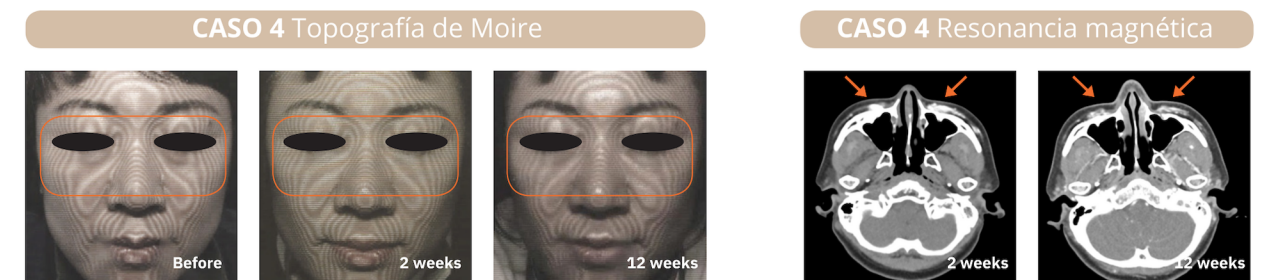 CASO 4 Topografía de Moire
Before
2 weeks
12 weeks
CASO 4 Resonancia magnética
2 weeks
12 weeks